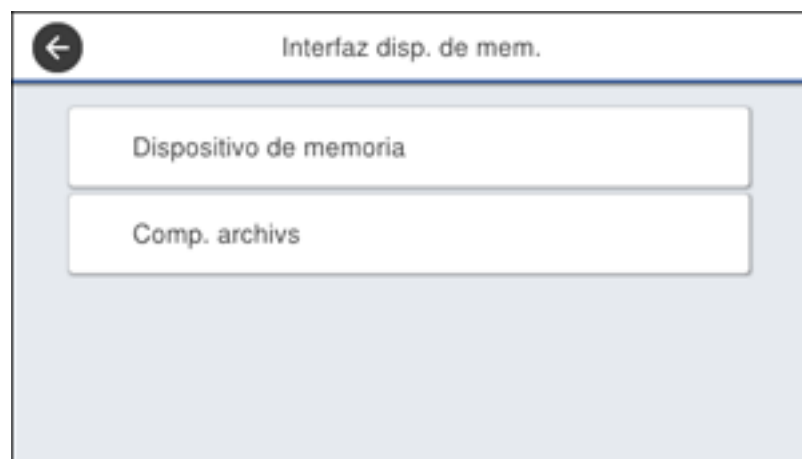 Interfaz disp. de mem.
Dispositivo de memoria
Comp. archivs